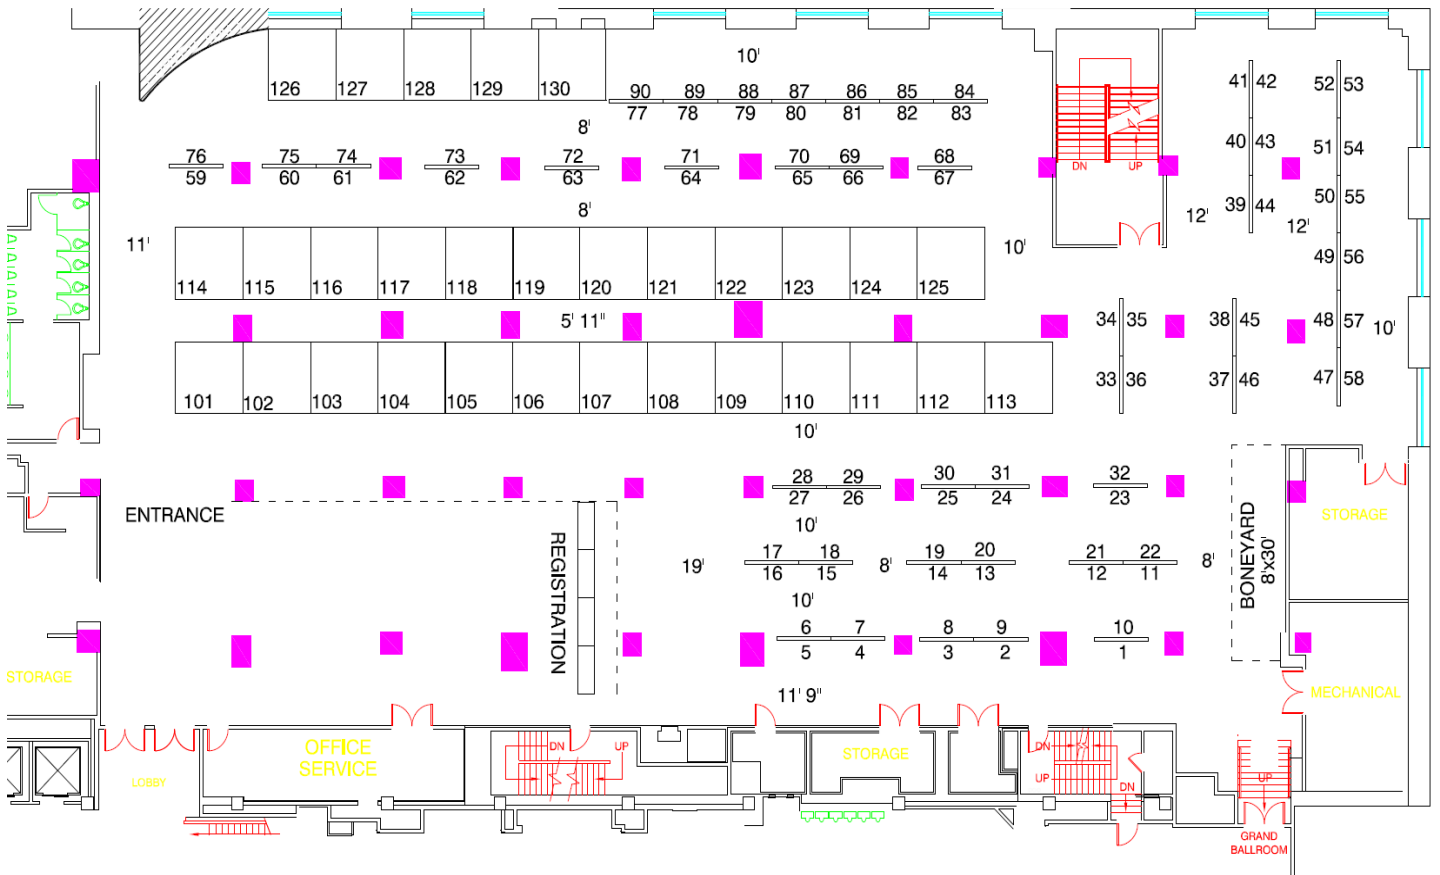 10'
126 127 128 129 130
90 89 88 87 86 85 84
77 78 79 80 81 82 83
41 42
52 53
8'
76 75 74 73 72 71 70 69 68
59 60 61 62 63 64 65 66 67
DN UP
40 43
51 54
50 55
39 44
8'
12'
12'
11'
10'
49 56
114 115 116 117 118 119 120 121 122 123 124 125
5' 11"
34 35
38 45
48 57
10'
33 36
37 46
47 58
101 102 103 104 105 106 107 108 109 110 111 112 113
10'
28 29 30 31 32
27 26 25 24 23
ENTRANCE
10'
STORAGE
REGISTRATION
BONEYARD
8'x30'
17 18 19 20 21 22
19'
8'
8'
16 15 14 13 12 11
10'
6 7 8 9 10
5 4 3 2 1
STORAGE
11' 9"
MECHANICAL
OFFICE
SERVICE
DN UP
STORAGE
DN
UP
DN
UP
LOBBY
GRAND
BALLROOM